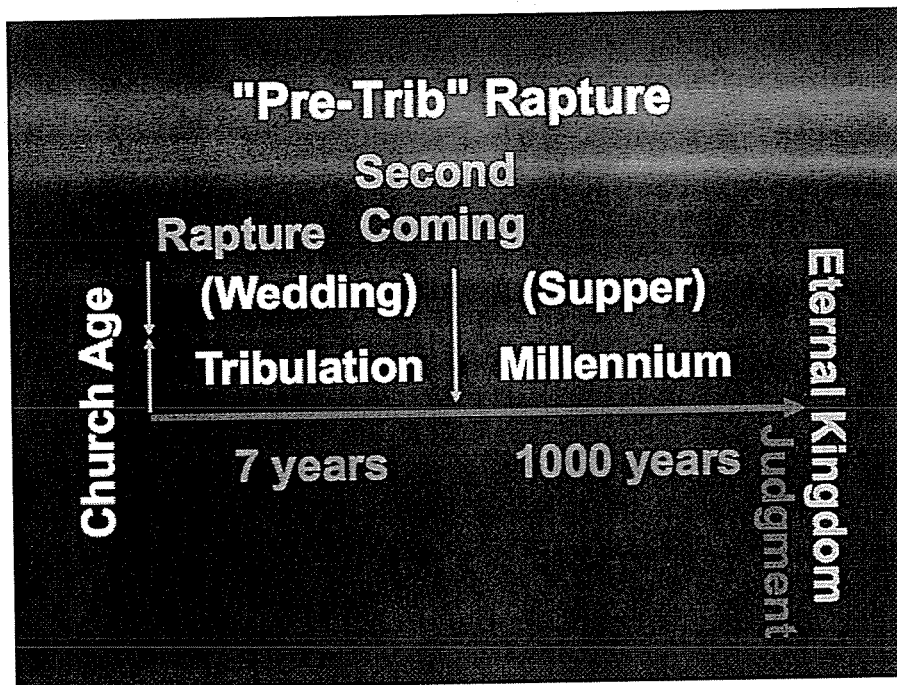 "Pre-Trib" Rapture
Second
Coming
Rapture
(Wedding)
(Supper)
Church Age
Tribulation
Millennium
7 years
1000 years
Judgment
Eternal Kingdom